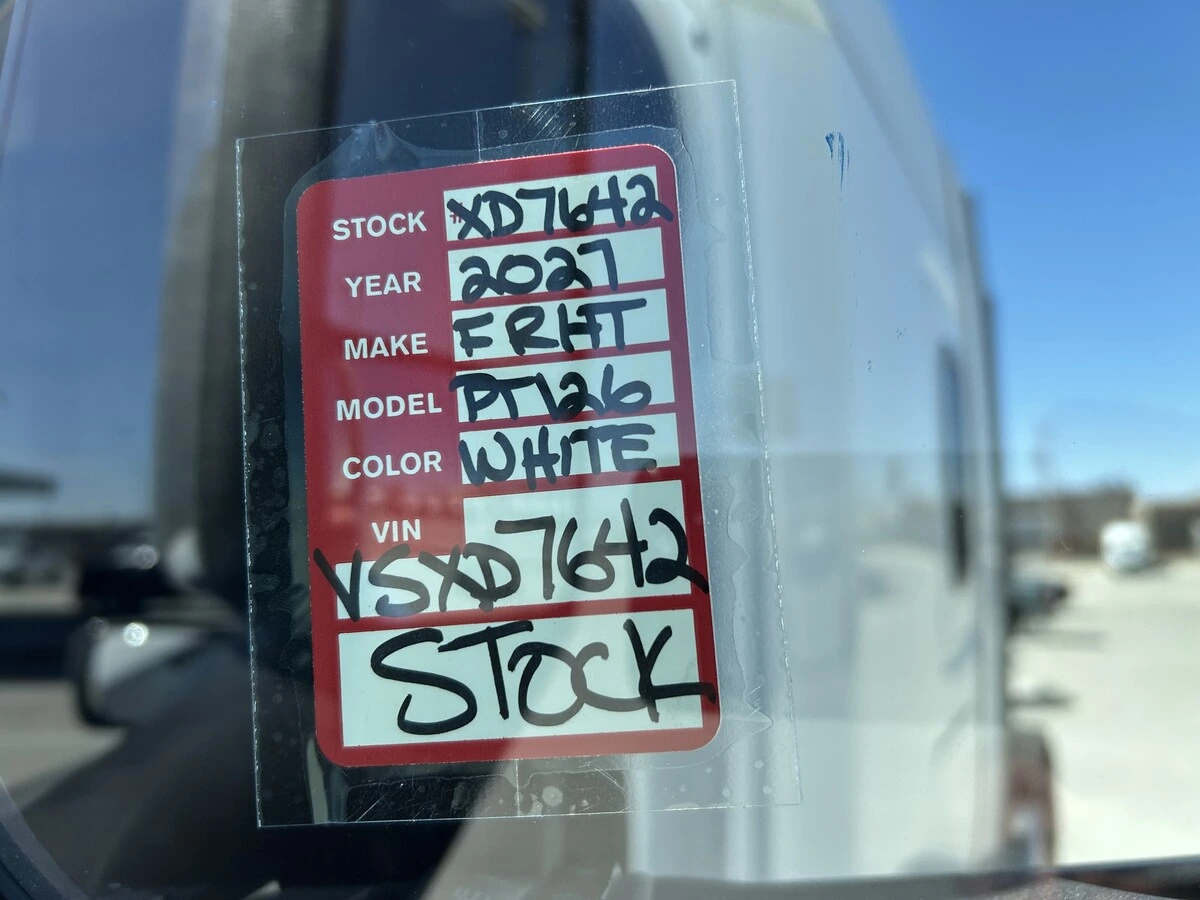 STOCK #XD7642
YEAR 2027
MAKE FRHT
MODEL PT126
COLOR WHITE
VIN
VSXD7642
STOCK